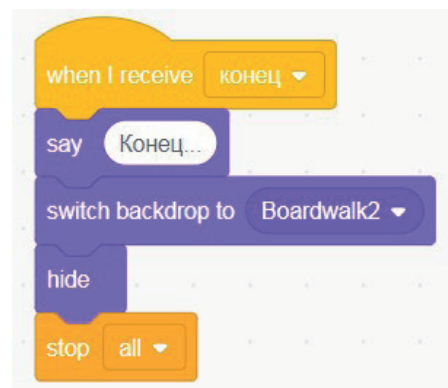 when I receive конец
say Конец...
switch backdrop to Boardwalk2
hide
stop all